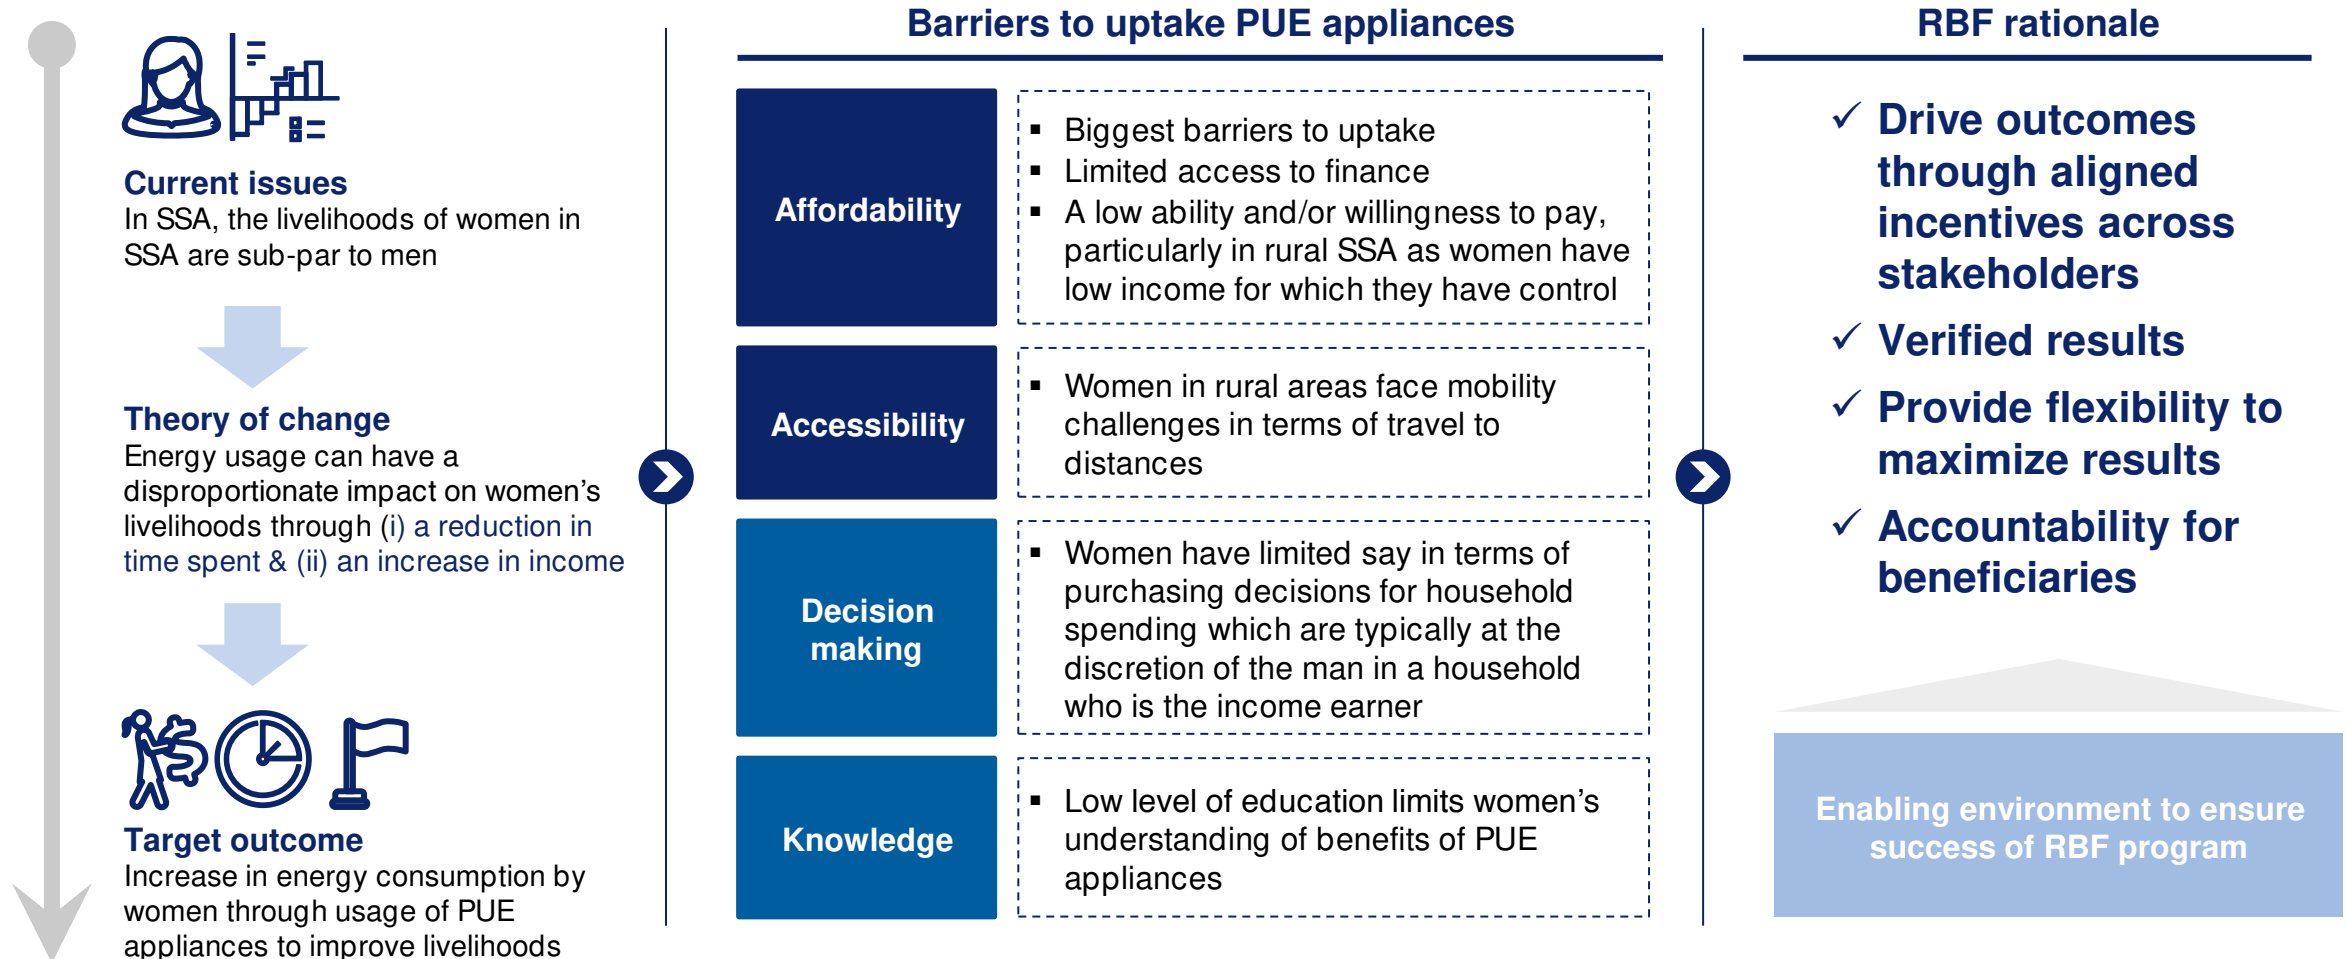 Current issues
In SSA, the livelihoods of women in
SSA are sub-par to men
Theory of change
Energy usage can have a
disproportionate impact on women's
livelihoods through (i) a reduction in
time spent & (ii) an increase in income
Target outcome
Increase in energy consumption by
women through usage of PUE
appliances to improve livelihoods
Barriers to uptake PUE appliances
Affordability
▪ Biggest barriers to uptake
▪ Limited access to finance
▪ A low ability and/or willingness to pay,
particularly in rural SSA as women have
low income for which they have control
Accessibility
▪ Women in rural areas face mobility
challenges in terms of travel to
distances
Decision
making
▪ Women have limited say in terms of
purchasing decisions for household
spending which are typically at the
discretion of the man in a household
who is the income earner
Knowledge
▪ Low level of education limits women's
understanding of benefits of PUE
appliances
RBF rationale
✓ Drive outcomes
through aligned
incentives across
stakeholders
✓ Verified results
✓ Provide flexibility to
maximize results
✓ Accountability for
beneficiaries
Enabling environment to ensure
success of RBF program